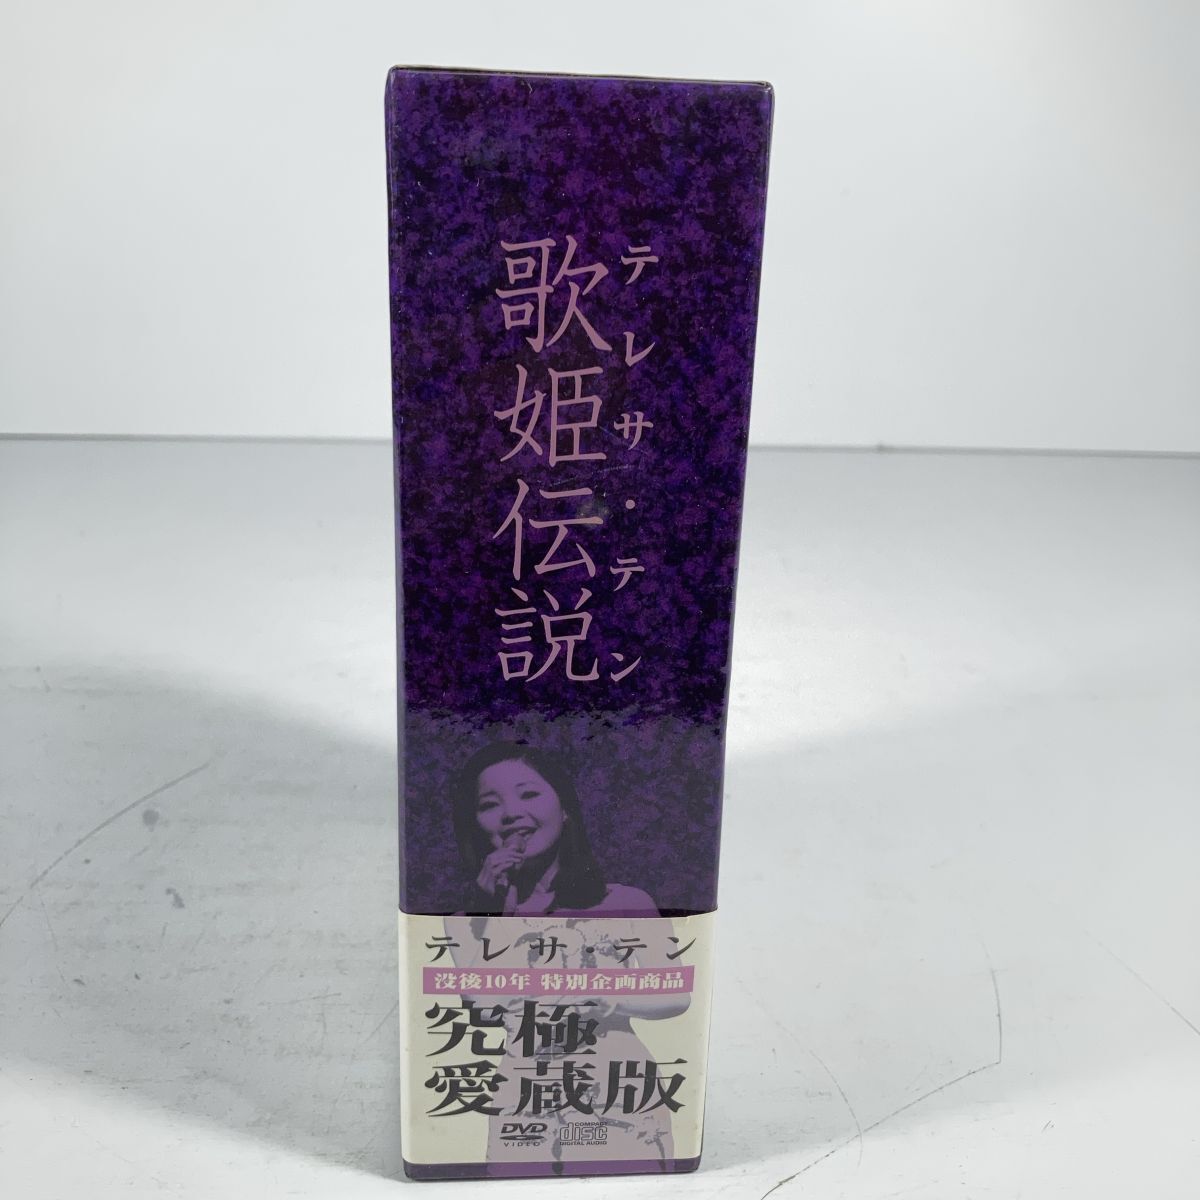 テレサ・テン
歌姫伝説
テレサ・テン
没後10年 特別企画商品
究極
愛蔵版
DVD
VIDEO
COMPACT
disc
DIGITAL AUDIO